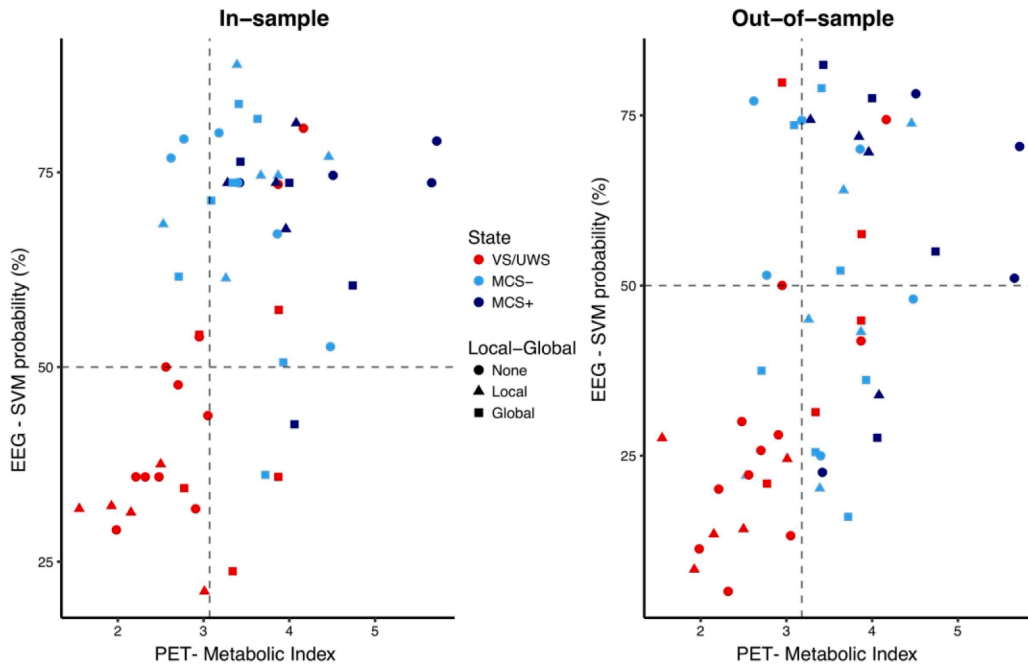 In-sample
Out-of-sample
EEG - SVM probability (%)
75
50
25
2
3
4
5
PET- Metabolic Index
State
VS/UWS
MCS-
MCS+
Local-Global
None
Local
Global
EEG - SVM probability (%)
75
50
25
2
3
4
5
PET- Metabolic Index